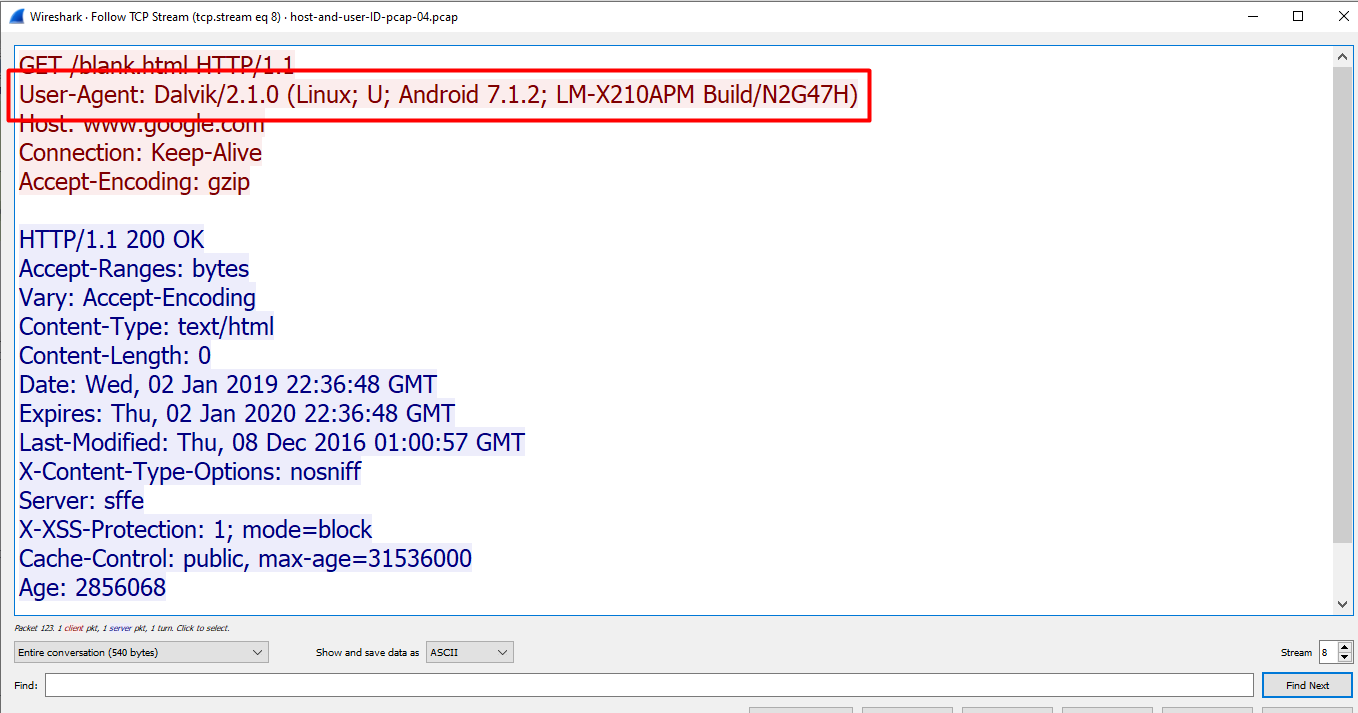 Wireshark · Follow TCP Stream (tcp.stream eq 8) · host-and-user-ID-pcap-04.pcap
GET /blank.html HTTP/1.1
User-Agent: Dalvik/2.1.0 (Linux; U; Android 7.1.2; LM-X210APM Build/N2G47H)
Host: www.google.com
Connection: Keep-Alive
Accept-Encoding: gzip
HTTP/1.1 200 OK
Accept-Ranges: bytes
Vary: Accept-Encoding
Content-Type: text/html
Content-Length: 0
Date: Wed, 02 Jan 2019 22:36:48 GMT
Expires: Thu, 02 Jan 2020 22:36:48 GMT
Last-Modified: Thu, 08 Dec 2016 01:00:57 GMT
X-Content-Type-Options: nosniff
Server: sffe
X-XSS-Protection: 1; mode=block
Cache-Control: public, max-age=31536000
Age: 2856068
Packet 123. 1 client pkt, 1 server pkt, 1 turn. Click to select.
Entire conversation (540 bytes) Show and save data as ASCII Stream 8
Find: Find Next